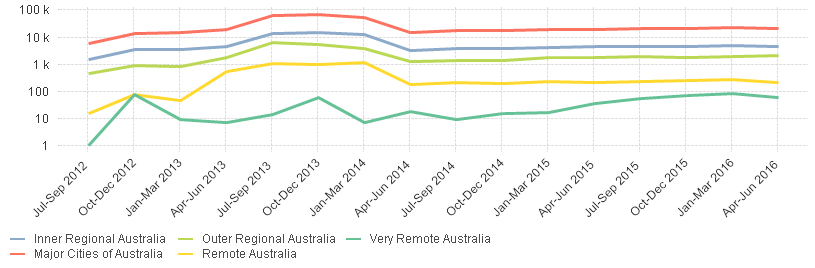 100 k
10 k
1 k
100
10
1
Jul-Sep 2012
Oct-Dec 2012
Jan-Mar 2013
Apr-Jun 2013
Jul-Sep 2013
Oct-Dec 2013
Jan-Mar 2014
Apr-Jun 2014
Jul-Sep 2014
Oct-Dec 2014
Jan-Mar 2015
Apr-Jun 2015
Jul-Sep 2015
Oct-Dec 2015
Jan-Mar 2016
Apr-Jun 2016
Inner Regional Australia Outer Regional Australia Very Remote Australia
Major Cities of Australia Remote Australia